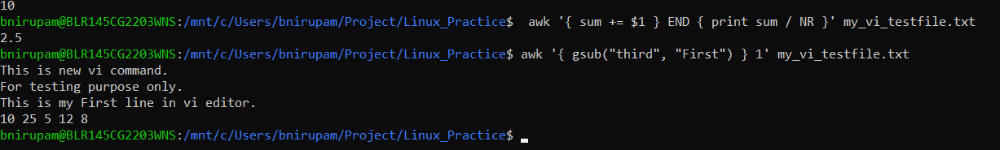 10
bnirupam@BLR145CG2203WNS:/mnt/c/Users/bnirupam/Project/Linux_Practice$  awk '{ sum += $1 } END { print sum / NR }' my_vi_testfile.txt
2.5
bnirupam@BLR145CG2203WNS:/mnt/c/Users/bnirupam/Project/Linux_Practice$ awk '{ gsub("third", "First") } 1' my_vi_testfile.txt
This is new vi command.
For testing purpose only.
This is my First line in vi editor.
10 25 5 12 8
bnirupam@BLR145CG2203WNS:/mnt/c/Users/bnirupam/Project/Linux_Practice$